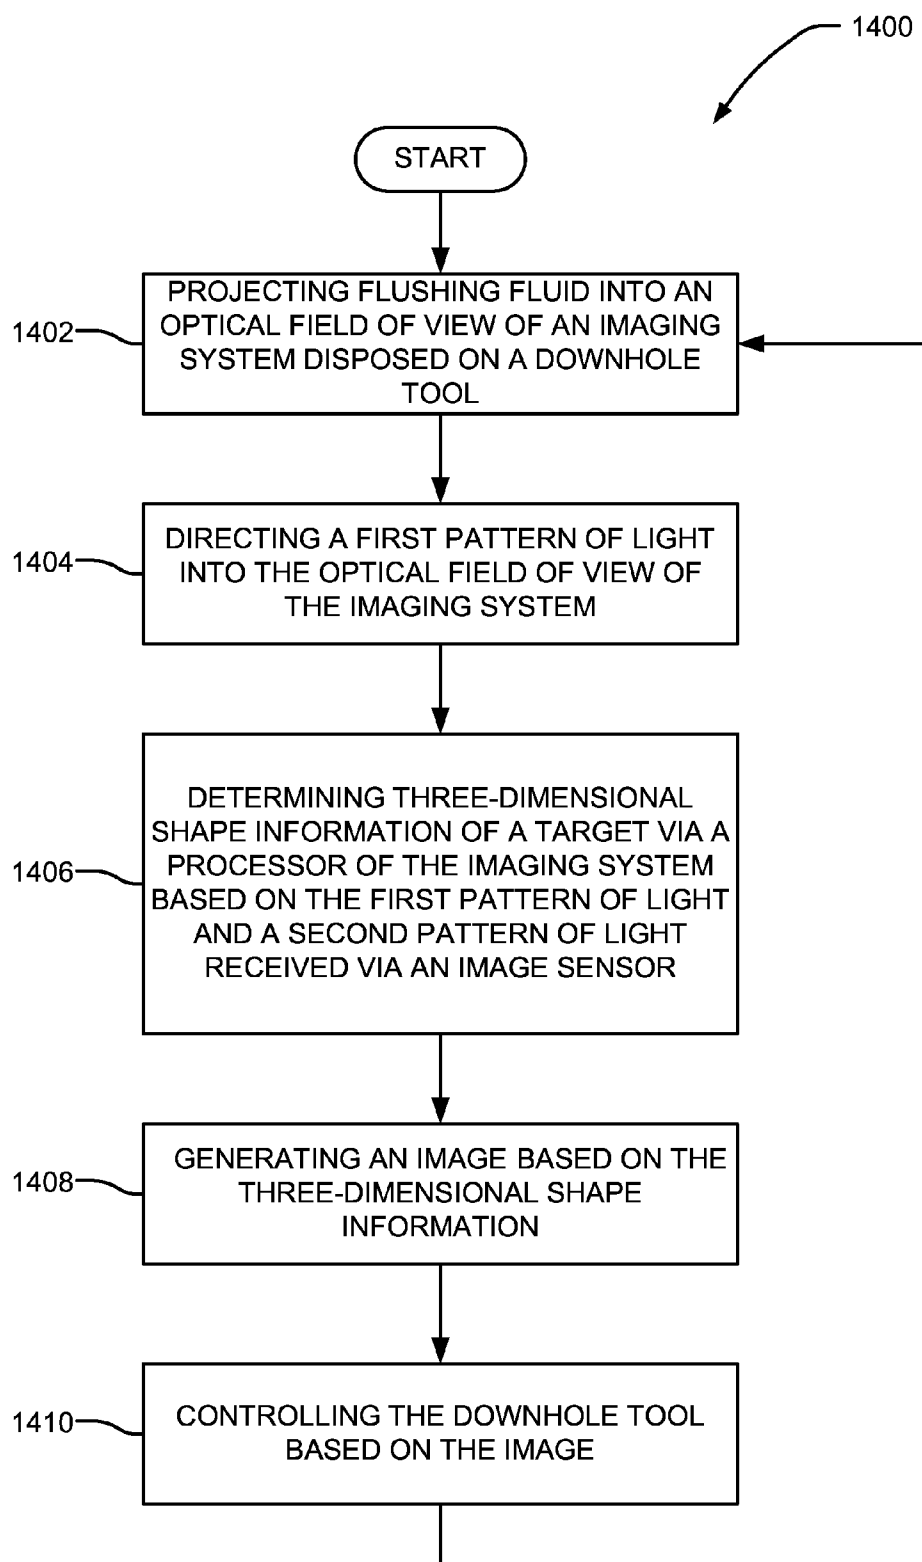 1400
START
1402
PROJECTING FLUSHING FLUID INTO AN
OPTICAL FIELD OF VIEW OF AN IMAGING
SYSTEM DISPOSED ON A DOWNHOLE
TOOL
1404
DIRECTING A FIRST PATTERN OF LIGHT
INTO THE OPTICAL FIELD OF VIEW OF
THE IMAGING SYSTEM
1406
DETERMINING THREE-DIMENSIONAL
SHAPE INFORMATION OF A TARGET VIA A
PROCESSOR OF THE IMAGING SYSTEM
BASED ON THE FIRST PATTERN OF LIGHT
AND A SECOND PATTERN OF LIGHT
RECEIVED VIA AN IMAGE SENSOR
1408
GENERATING AN IMAGE BASED ON THE
THREE-DIMENSIONAL SHAPE
INFORMATION
1410
CONTROLLING THE DOWNHOLE TOOL
BASED ON THE IMAGE